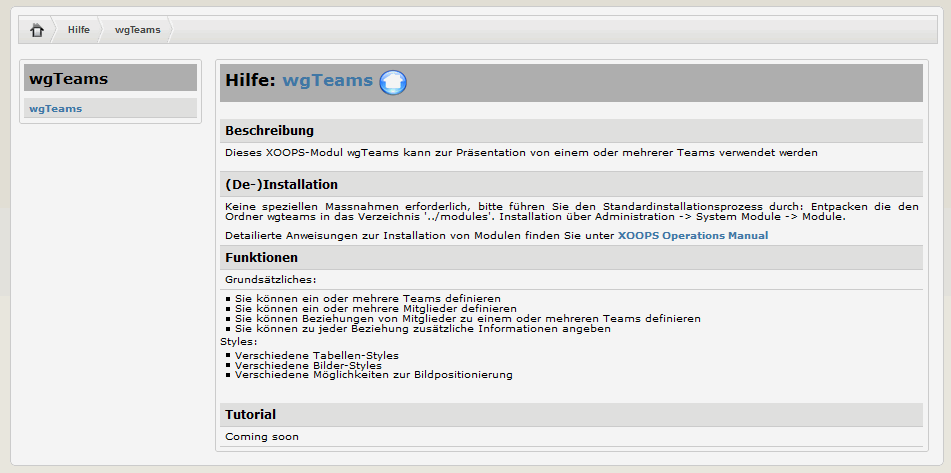 Hilfe wgTeams
wgTeams
wgTeams
Hilfe: wgTeams
Beschreibung
Dieses XOOPS-Modul wgTeams kann zur Präsentation von einem oder mehrerer Teams verwendet werden
(De-)Installation
Keine speziellen Massnahmen erforderlich, bitte führen Sie den Standardinstallationsprozess durch: Entpacken die den
Ordner wgteams in das Verzeichnis '../modules'. Installation über Administration -> System Module -> Module.
Detailierte Anweisungen zur Installation von Modulen finden Sie unter XOOPS Operations Manual
Funktionen
Grundsätzliches:
▪ Sie können ein oder mehrere Teams definieren
▪ Sie können ein oder mehrere Mitglieder definieren
▪ Sie können Beziehungen von Mitglieder zu einem oder mehreren Teams definieren
▪ Sie können zu jeder Beziehung zusätzliche Informationen angeben
Styles:
▪ Verschiedene Tabellen-Styles
▪ Verschiedene Bilder-Styles
▪ Verschiedene Möglichkeiten zur Bildpositionierung
Tutorial
Coming soon